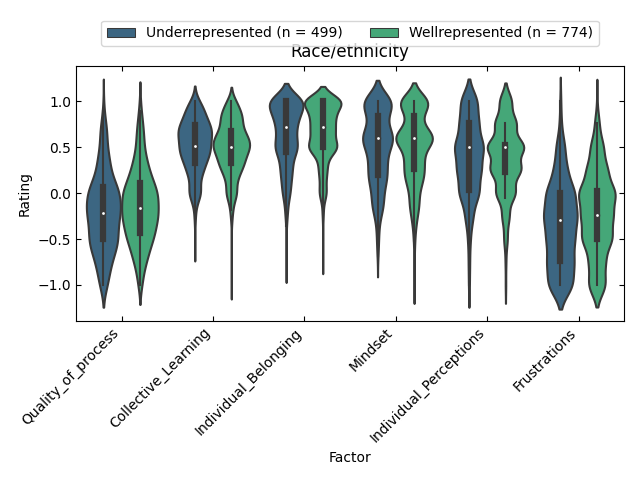 Underrepresented (n = 499) Wellrepresented (n = 774)
Race/ethnicity
1.0
0.5
0.0
−0.5
−1.0
Rating
Quality_of_process
Collective_Learning
Individual_Belonging
Mindset
Individual_Perceptions
Frustrations
Factor